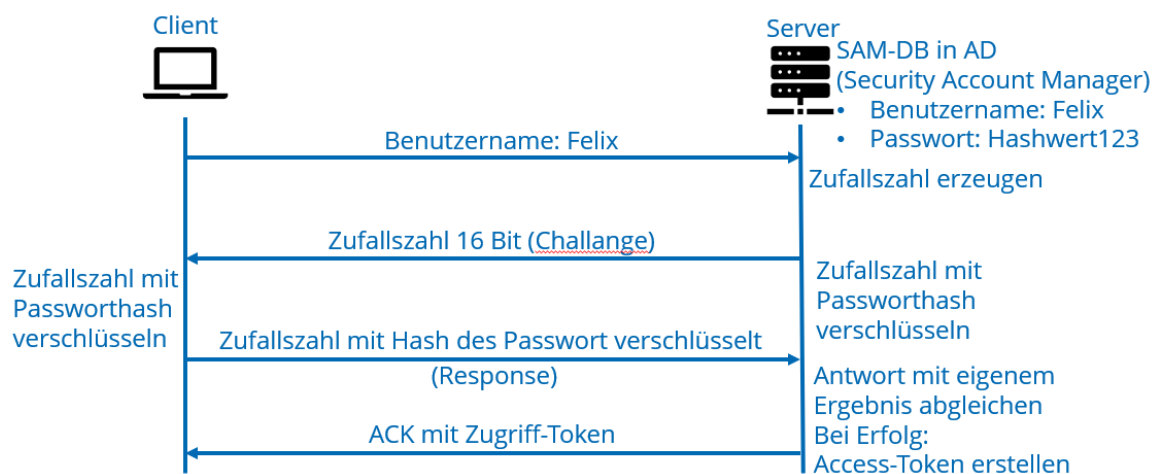 Client
Server
SAM-DB in AD
(Security Account Manager)
• Benutzername: Felix
• Passwort: Hashwert123
Benutzername: Felix
Zufallszahl erzeugen
Zufallszahl 16 Bit (Challange)
Zufallszahl mit
Passworthash
verschlüsseln
Zufallszahl mit
Passworthash
verschlüsseln
Zufallszahl mit Hash des Passwort verschlüsselt
(Response)
Antwort mit eigenem
Ergebnis abgleichen
Bei Erfolg:
Access-Token erstellen
ACK mit Zugriff-Token